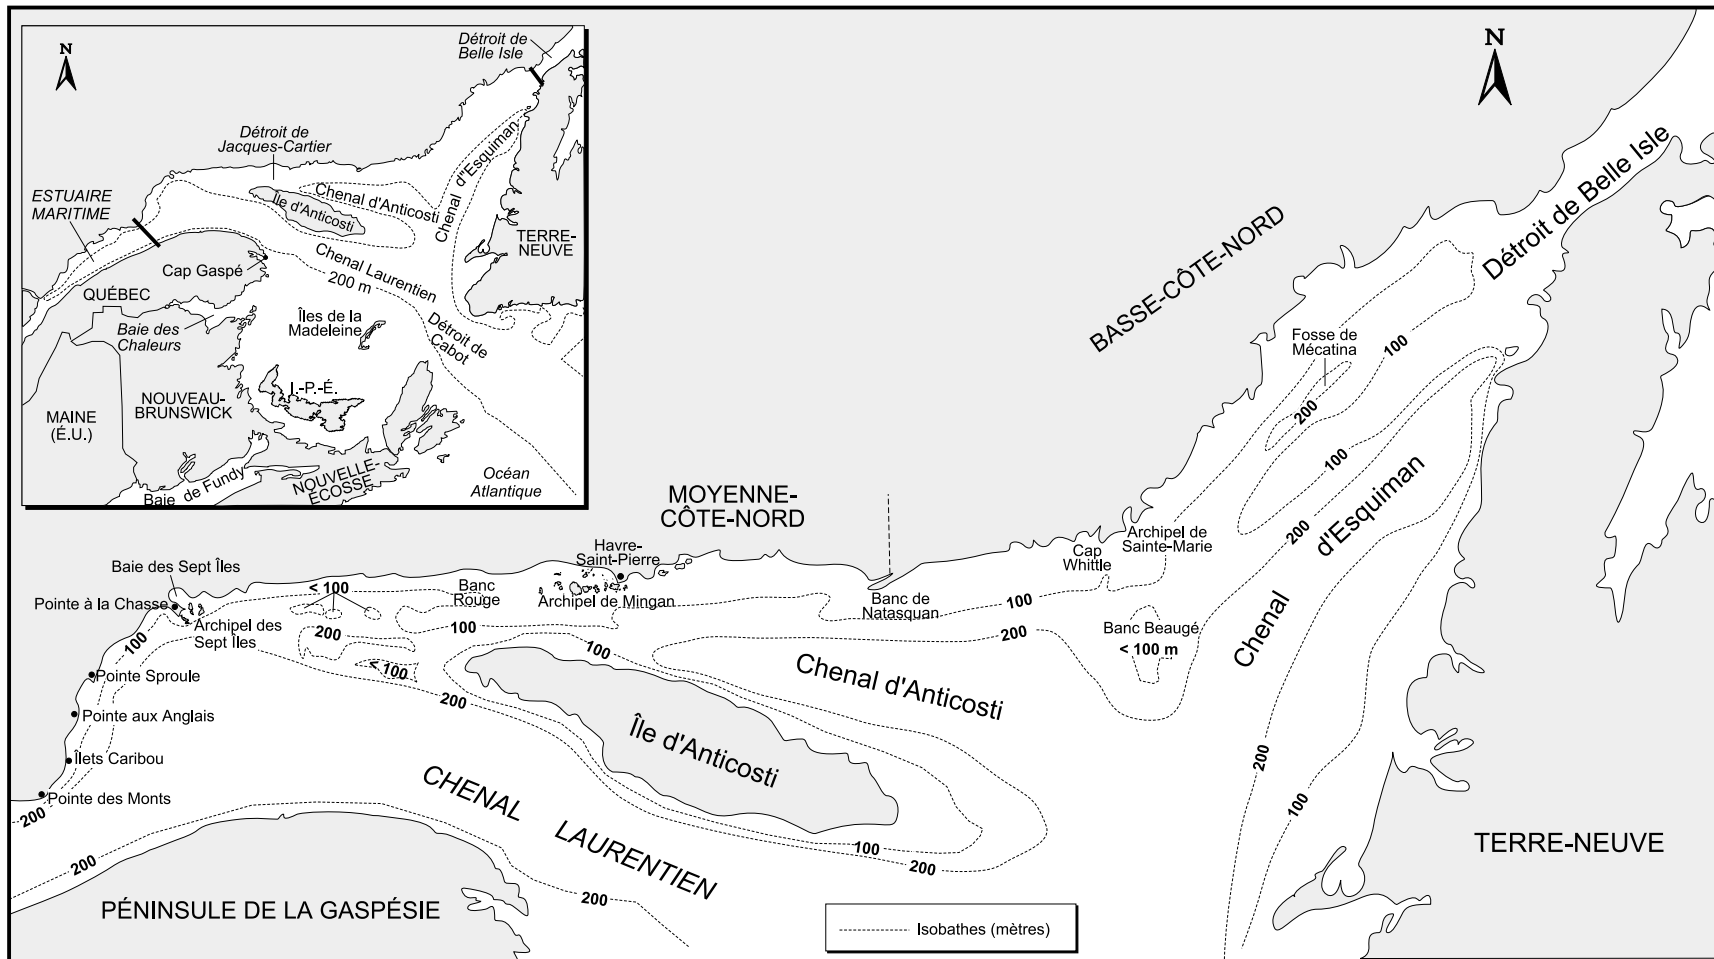 N
Détroit de
Belle Isle
Détroit de
Jacques-Cartier
ESTUAIRE
MARITIME
Chenal d'Anticosti
Île d'Anticosti
Chenal d"Esquiman
TERRE-
NEUVE
Cap Gaspé
Chenal Laurentien
200 m
QUÉBEC
Baie des
Chaleurs
Îles de la
Madeleine
Détroit de
Cabot
I.-P.-É.
NOUVEAU-
BRUNSWICK
MAINE
(É.U.)
Baie de Fundy
NOUVELLE-
ÉCOSSE
Océan
Atlantique
N
Détroit de Belle Isle
BASSE-CÔTE-NORD
Fosse de
Mécatina
100
200
100
200
Chenal d'Esquiman
MOYENNE-
CÔTE-NORD
Havre-
Saint-Pierre
Archipel de Mingan
Banc
Rouge
Banc de
Natasquan
Cap
Whittle
Archipel de
Sainte-Marie
Banc Beaugé
< 100 m
Baie des Sept Îles
Pointe à la Chasse
Archipel des
Sept Îles
< 100
100
200
100
< 100
200
100
100
200
Pointe Sproule
Pointe aux Anglais
Îlets Caribou
Pointe des Monts
200
200
Chenal d'Anticosti
Île d'Anticosti
CHENAL LAURENTIEN
100
200
200
200
100
TERRE-NEUVE
PÉNINSULE DE LA GASPÉSIE
Isobathes (mètres)